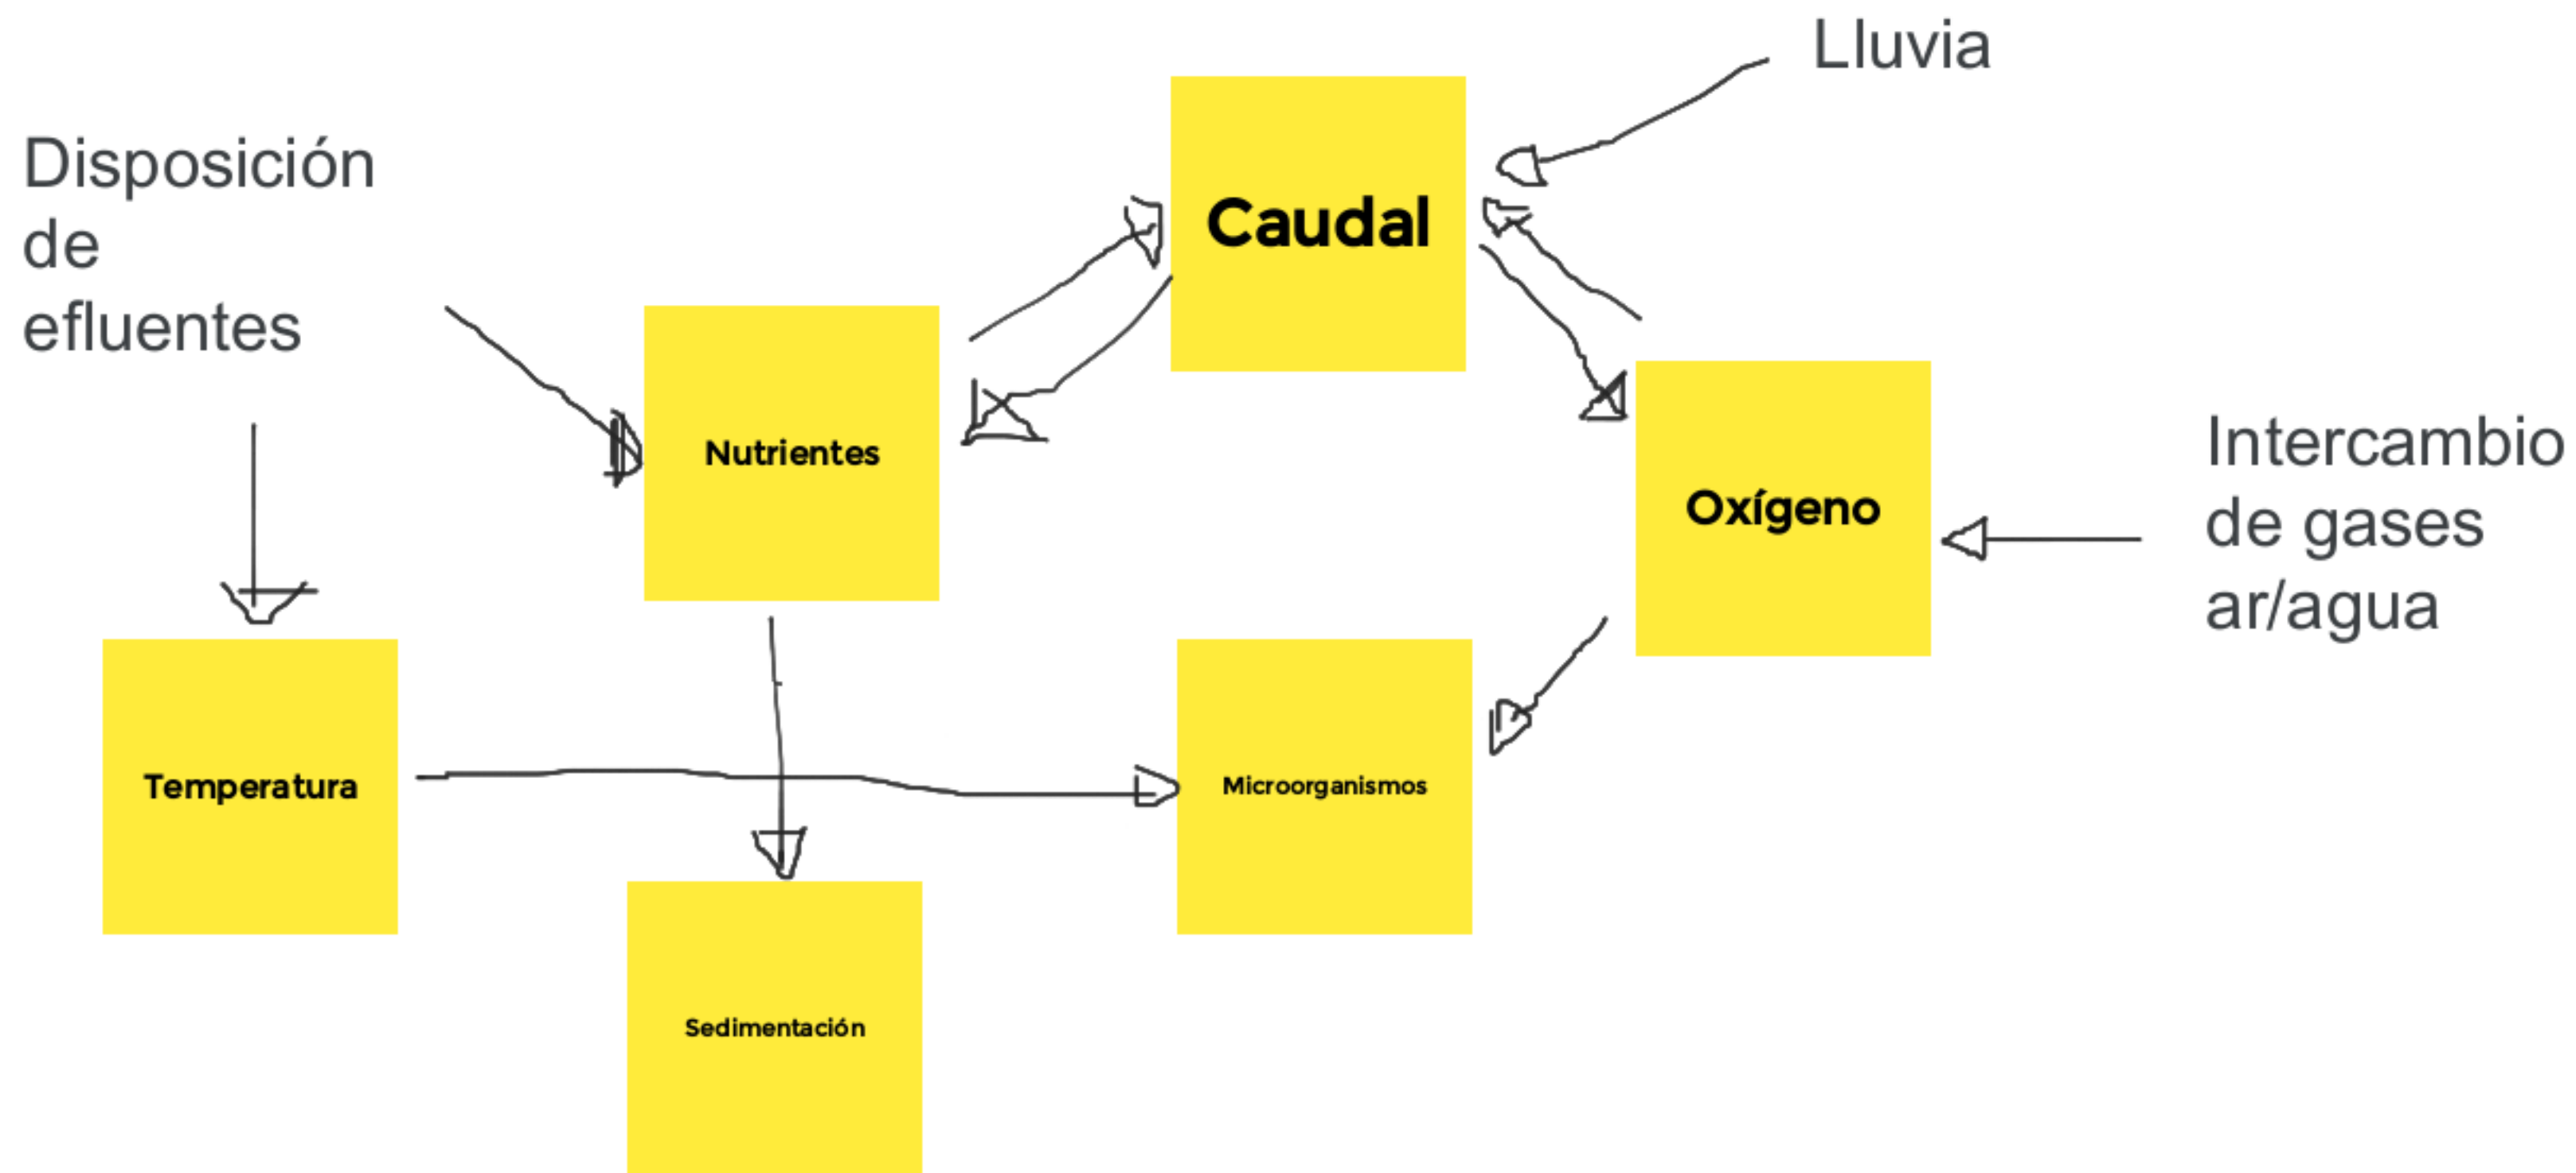 Lluvia
Disposición
de
efluentes
Caudal
Nutrientes
Oxígeno
Intercambio
de gases
ar/agua
Temperatura
Microorganismos
Sedimentación